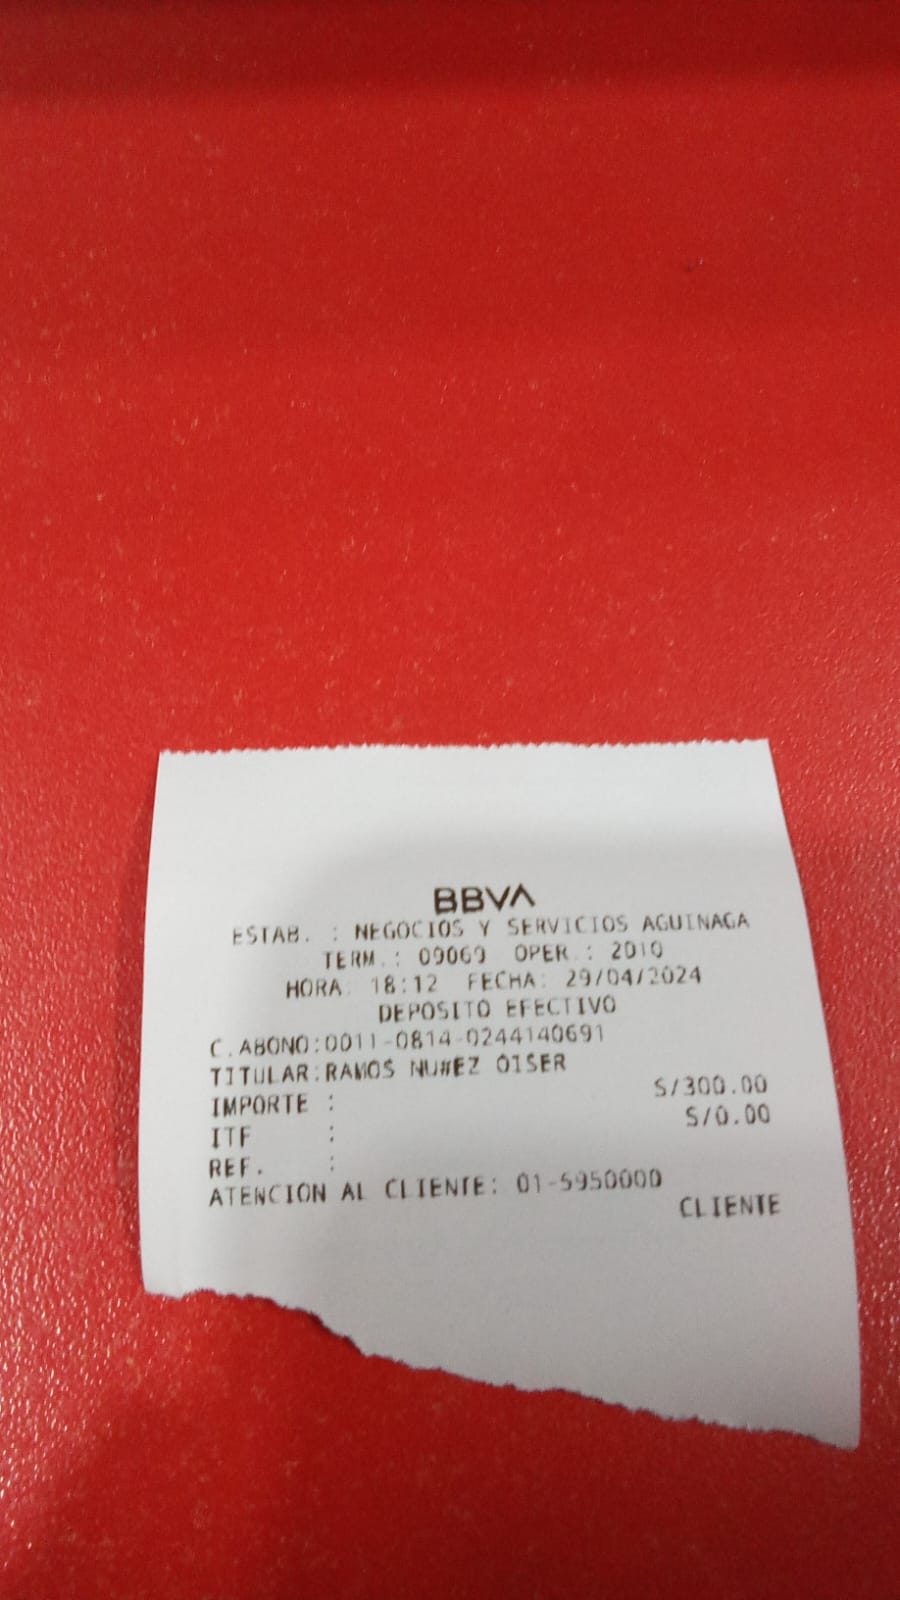 BBVA
ESTAB. : NEGOCIOS Y SERVICIOS AGUINAGA
TERM.: 09069 OPER.: 2010
HORA: 18:12 FECHA: 29/04/2024
DEPOSITO EFECTIVO
C.ABONO:0011-0814-0244140691
TITULAR:RAMOS NU#EZ OISER
IMPORTE : S/300.00
ITF : S/0.00
REF. :
ATENCION AL CLIENTE: 01-5950000
CLIENTE